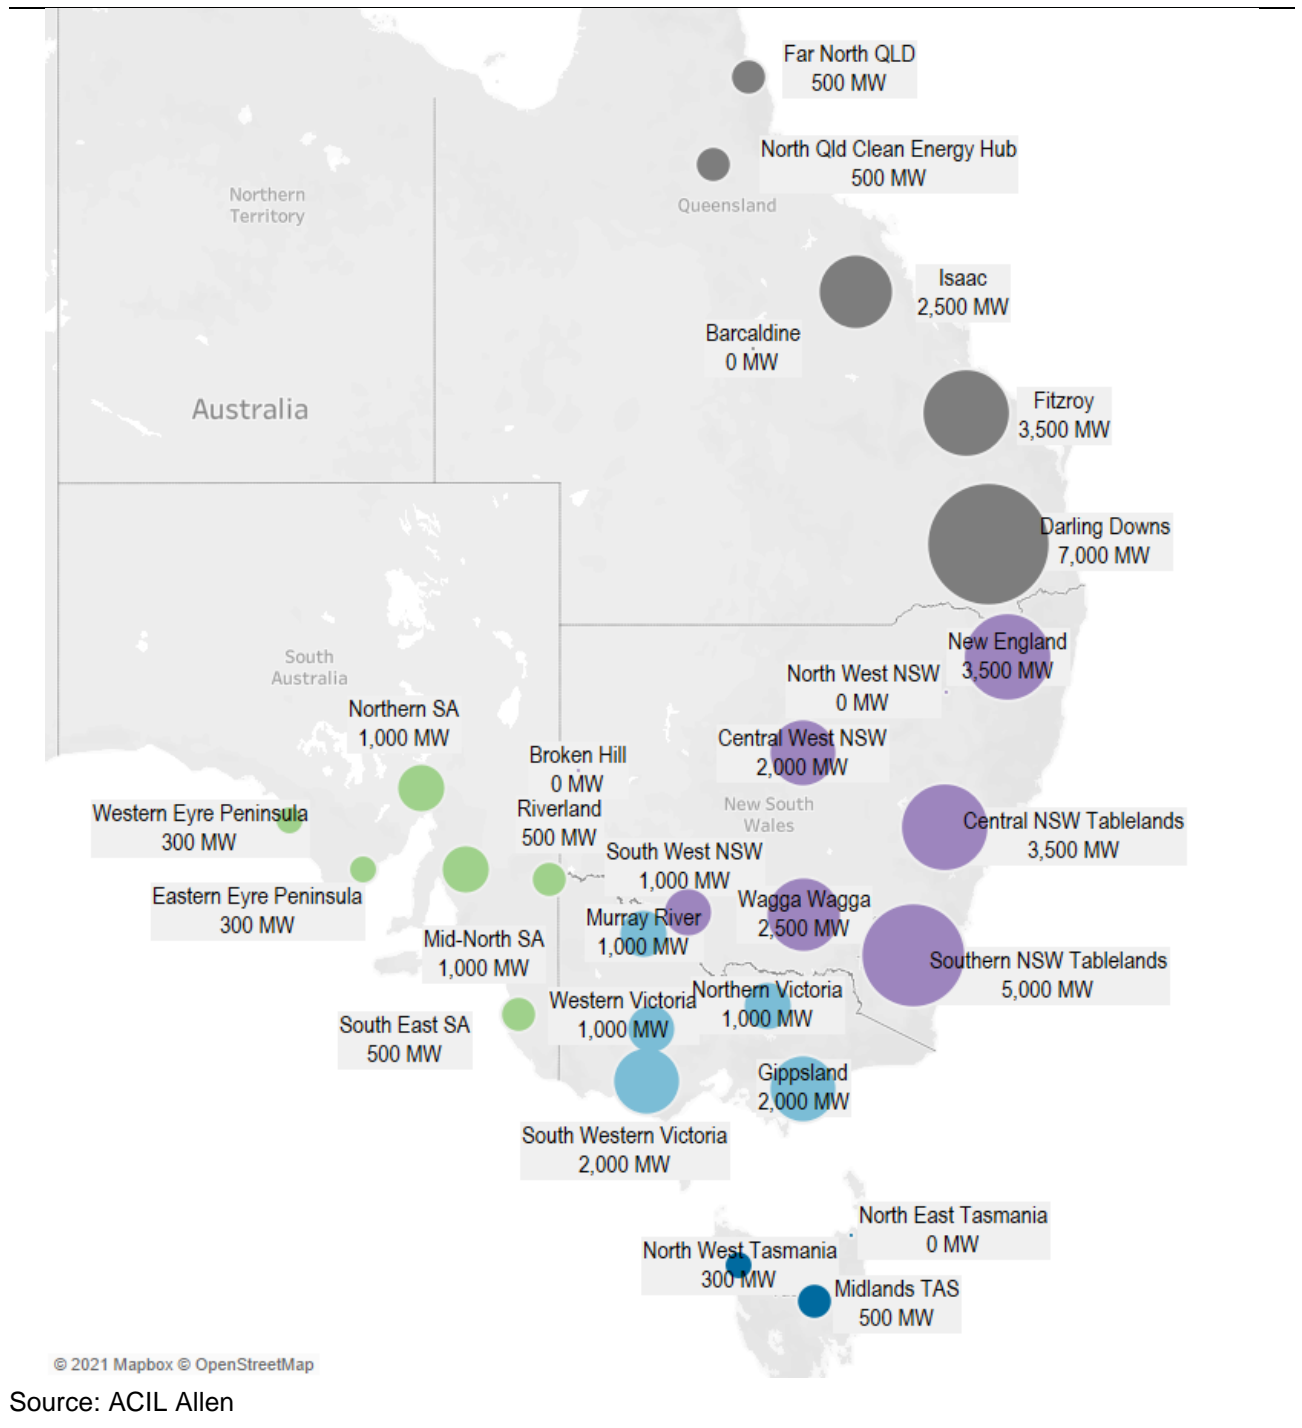 Far North QLD
500 MW
North Qld Clean Energy Hub
500 MW
Northern
Territory
Queensland
Isaac
2,500 MW
Barcaldine
0 MW
Australia
Fitzroy
3,500 MW
Darling Downs
7,000 MW
New England
3,500 MW
South
Australia
North West NSW
0 MW
Northern SA
1,000 MW
Central West NSW
2,000 MW
Broken Hill
0 MW
New South
Wales
Riverland
500 MW
Western Eyre Peninsula
300 MW
Central NSW Tablelands
3,500 MW
South West NSW
1,000 MW
Eastern Eyre Peninsula
300 MW
Wagga Wagga
2,500 MW
Murray River
1,000 MW
Mid-North SA
1,000 MW
Southern NSW Tablelands
5,000 MW
Western Victoria
1,000 MW
Northern Victoria
1,000 MW
South East SA
500 MW
Gippsland
2,000 MW
South Western Victoria
2,000 MW
North East Tasmania
0 MW
North West Tasmania
300 MW
Midlands TAS
500 MW
© 2021 Mapbox © OpenStreetMap
Source: ACIL Allen